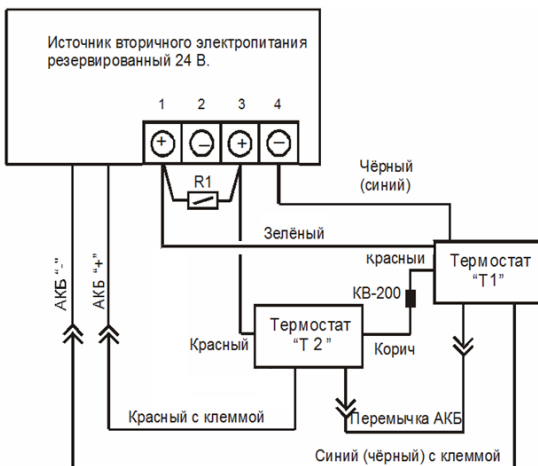 Источник вторичного электропитания
резервированный 24 В.
1 2 3 4
+ − + −
R1
Чёрный
(синий)
Зелёный
Красный
Термостат
"Т1"
КВ-200
АКБ "-"
АКБ "+"
Термостат
"Т 2 "
Красный
Корич
Красный с клеммой
Перемычка АКБ
Синий (чёрный) с клеммой